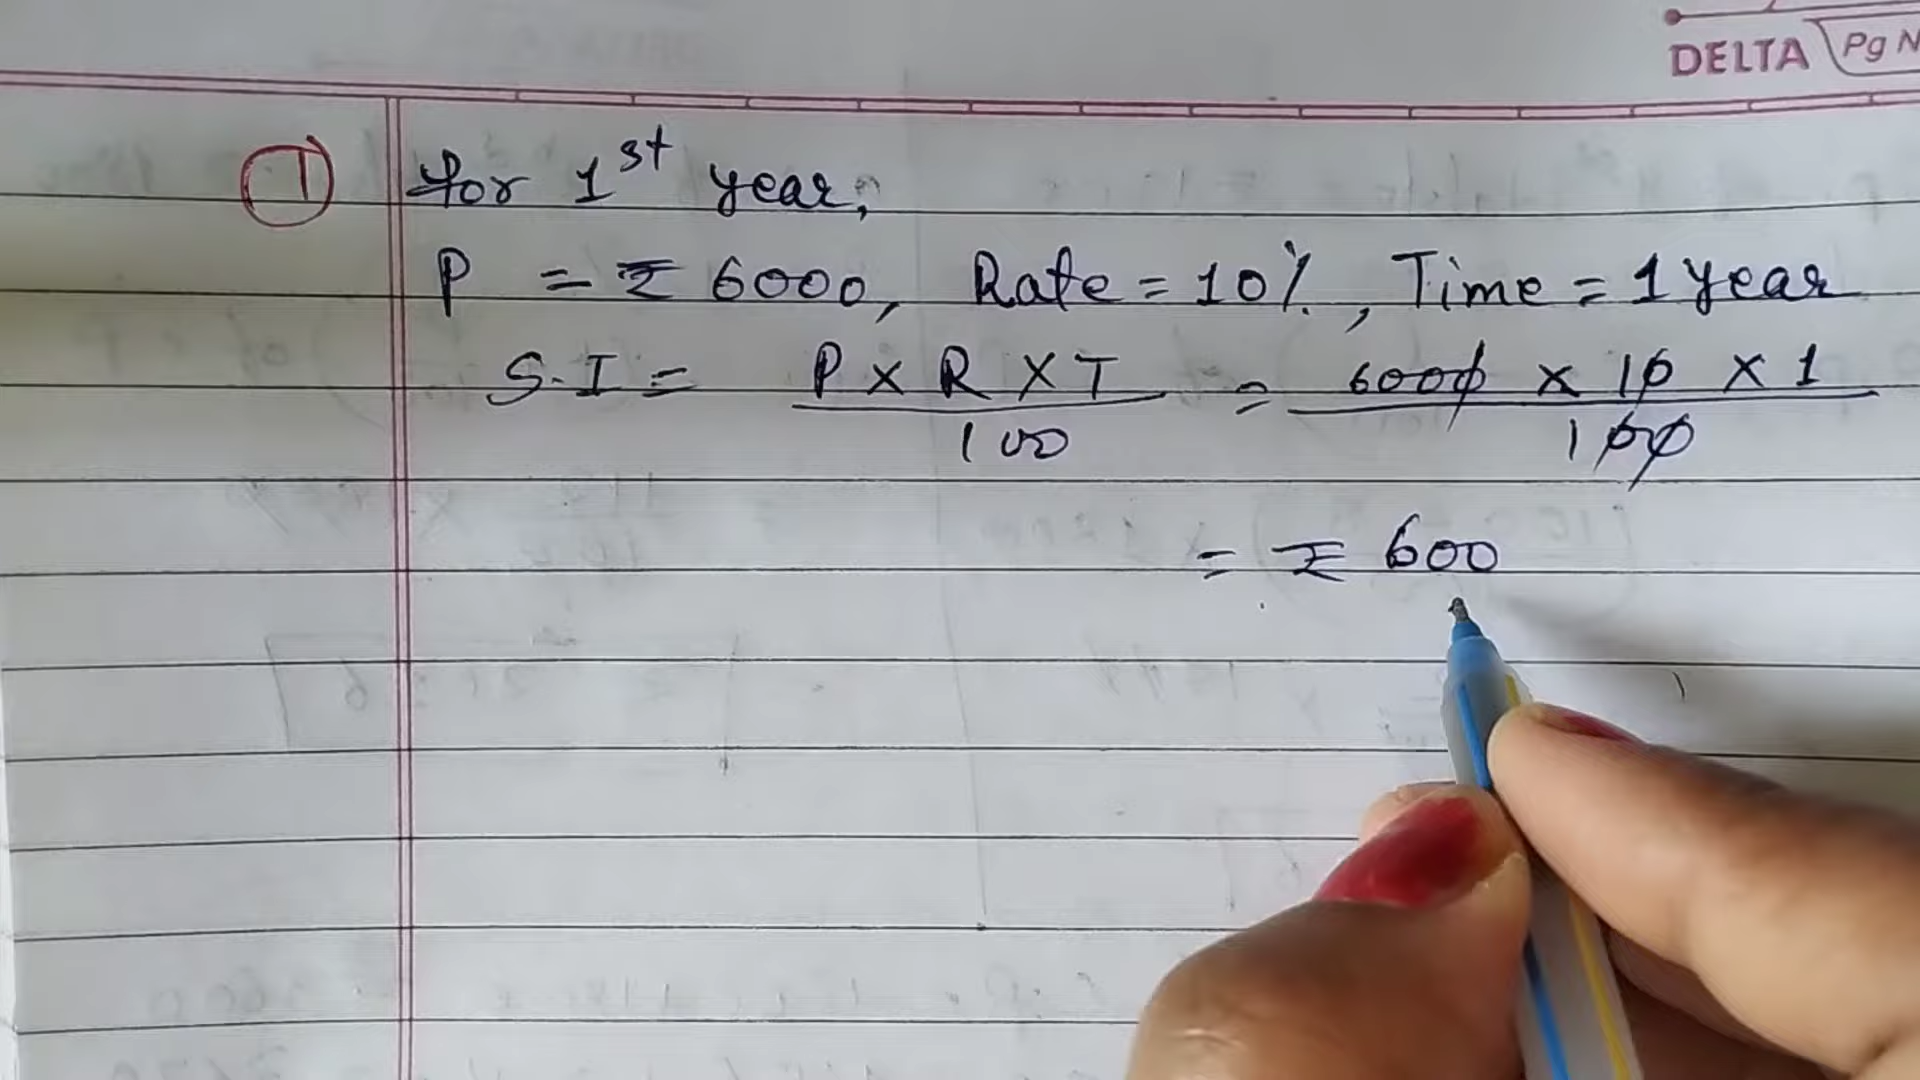 DELTA Pg N
① for 1st year,
P = ₹ 6000, Rate = 10%, Time = 1 year
S.I = P × R × T / 100 = 6000 × 10 × 1 / 100
= ₹ 600